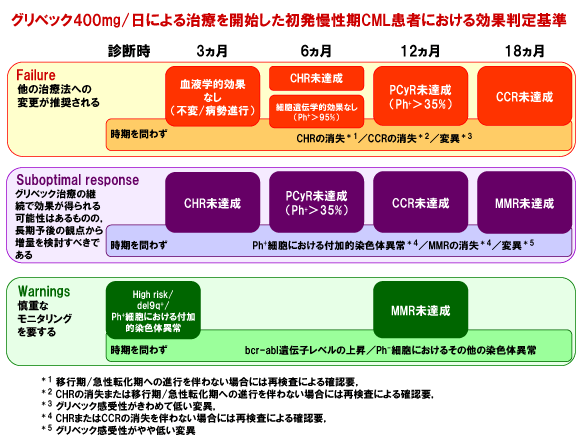 グリベック400mg/日による治療を開始した初発慢性期CML患者における効果判定基準
診断時
3ヵ月
6ヵ月
12ヵ月
18ヵ月
Failure
他の治療法への
変更が推奨される
血液学的効果
なし
(不変/病勢進行)
CHR未達成
細胞遺伝学的効果なし
(Ph⁺>95%)
PCyR未達成
(Ph⁺>35%)
CCR未達成
時期を問わず
CHRの消失*1/CCRの消失*2/変異*3
Suboptimal response
グリベック治療の継
続で効果が得られる
可能性はあるものの,
長期予後の観点から
増量を検討すべきで
ある
CHR未達成
PCyR未達成
(Ph⁺>35%)
CCR未達成
MMR未達成
時期を問わず
Ph⁺細胞における付加的染色体異常*4/MMRの消失*4/変異*5
Warnings
慎重な
モニタリング
を要する
High risk/
del9q⁺/
Ph⁺細胞における付加
的染色体異常
MMR未達成
時期を問わず
bcr-abl遺伝子レベルの上昇/Ph⁻細胞におけるその他の染色体異常
*1 移行期/急性転化期への進行を伴わない場合には再検査による確認要,
*2 CHRの消失または移行期/急性転化期への進行を伴わない場合には再検査による確認要,
*3 グリベック感受性がきわめて低い変異,
*4 CHRまたはCCRの消失を伴わない場合には再検査による確認要,
*5 グリベック感受性がやや低い変異